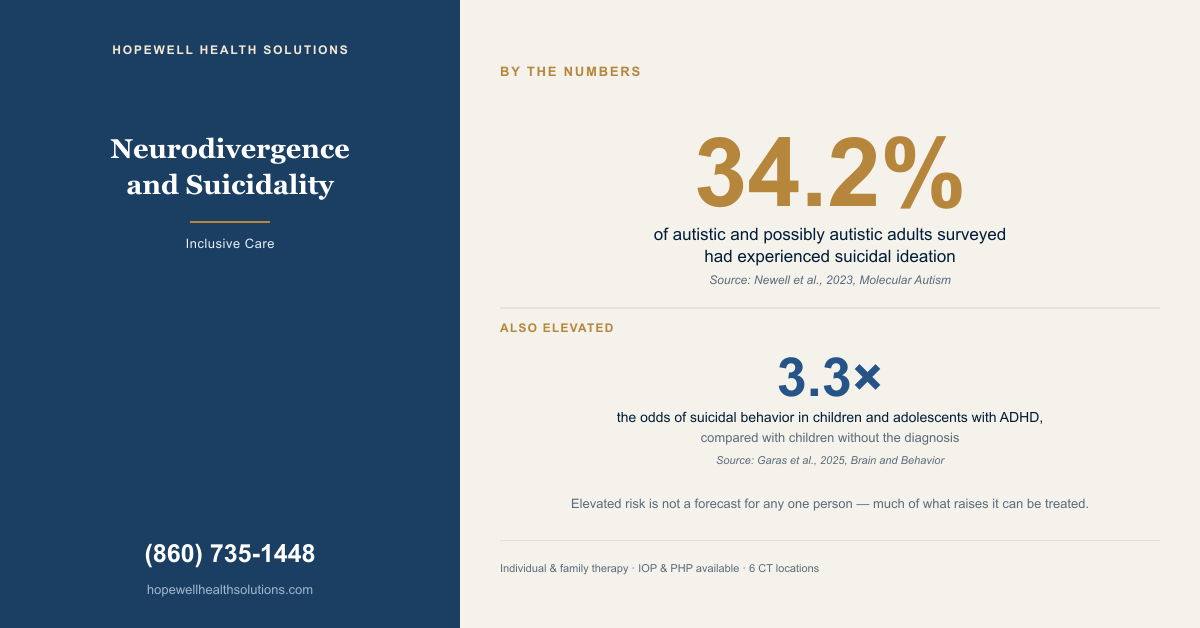 HOPEWELL HEALTH SOLUTIONS
Neurodivergence
and Suicidality
Inclusive Care
(860) 735-1448
hopewellhealthsolutions.com
BY THE NUMBERS
34.2%
of autistic and possibly autistic adults surveyed
had experienced suicidal ideation
Source: Newell et al., 2023, Molecular Autism
ALSO ELEVATED
3.3×
the odds of suicidal behavior in children and adolescents with ADHD,
compared with children without the diagnosis
Source: Garas et al., 2025, Brain and Behavior
Elevated risk is not a forecast for any one person — much of what raises it can be treated.
Individual & family therapy · IOP & PHP available · 6 CT locations